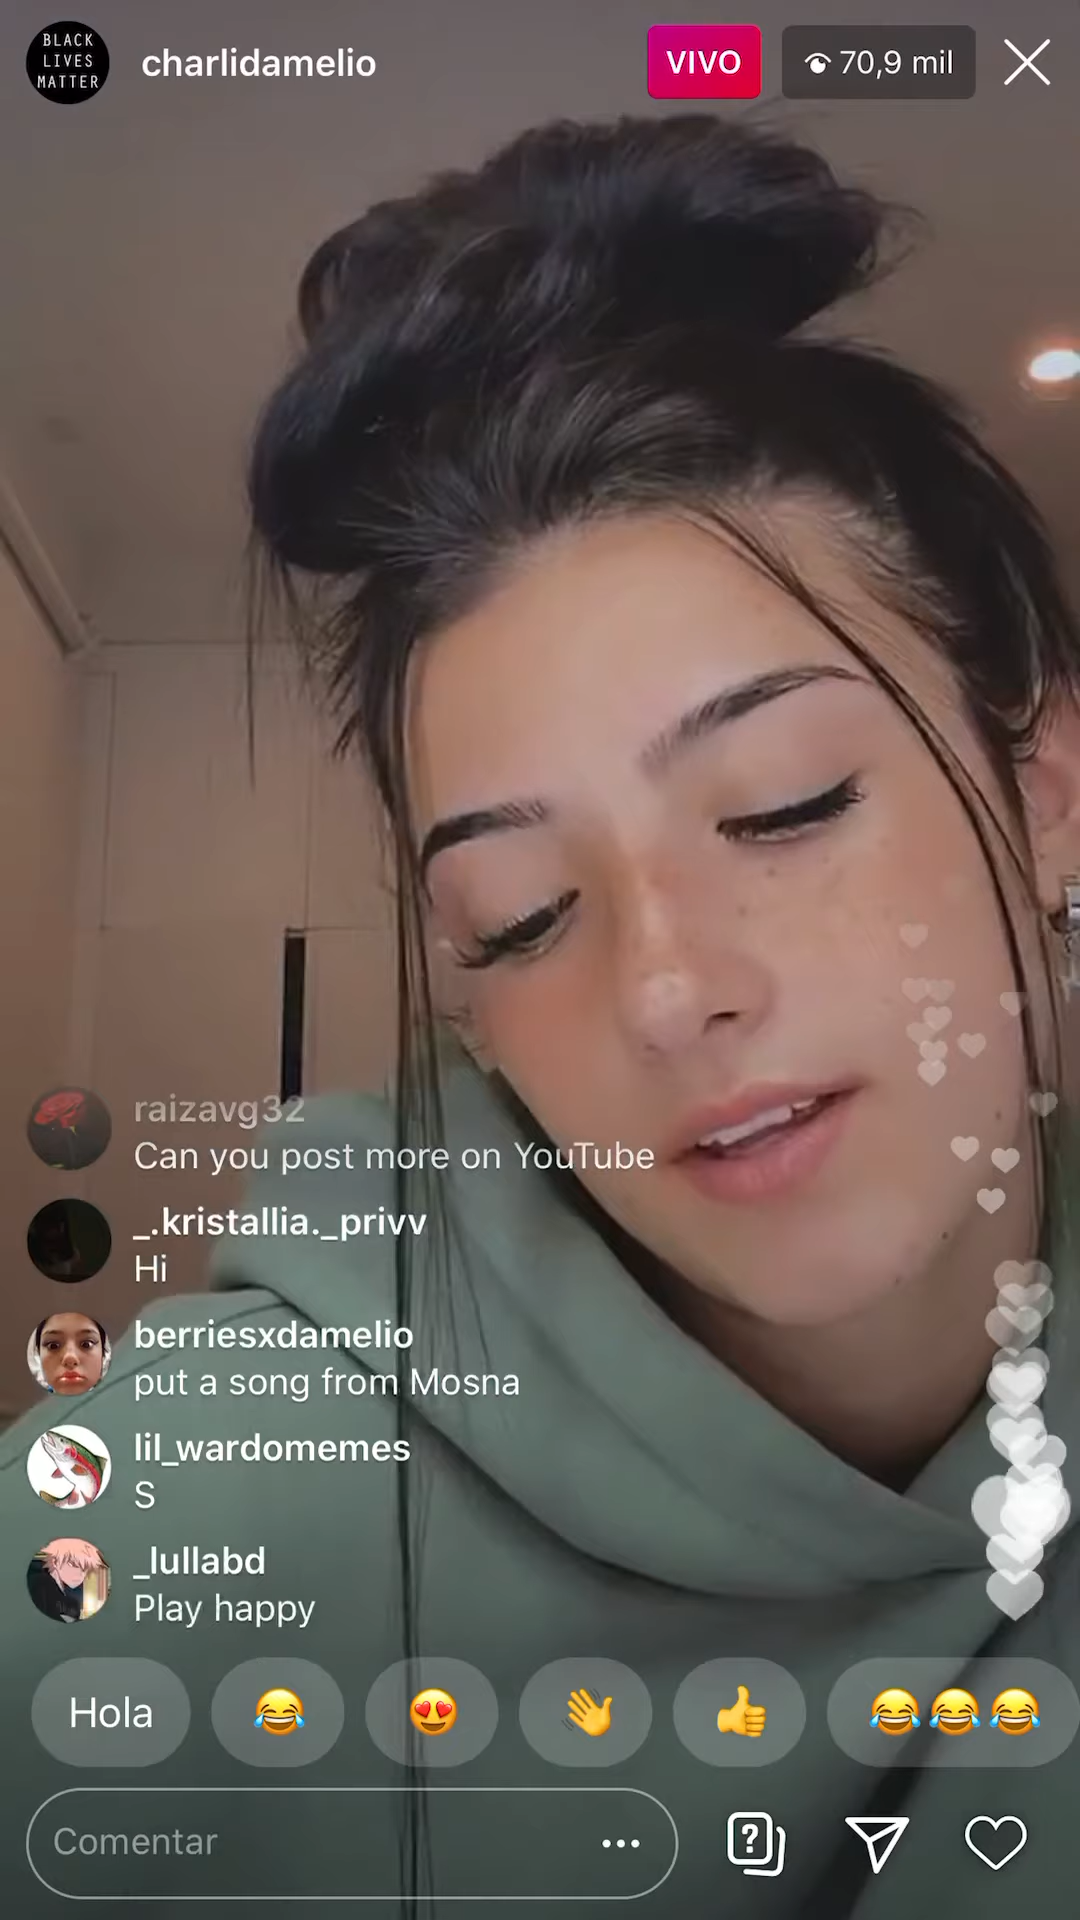 BLACK
LIVES
MATTER
charlidamelio
VIVO
70,9 mil
raizavg32
Can you post more on YouTube
_.kristallia._privv
Hi
berriesxdamelio
put a song from Mosna
lil_wardomemes
S
_lullabd
Play happy
Hola
Comentar